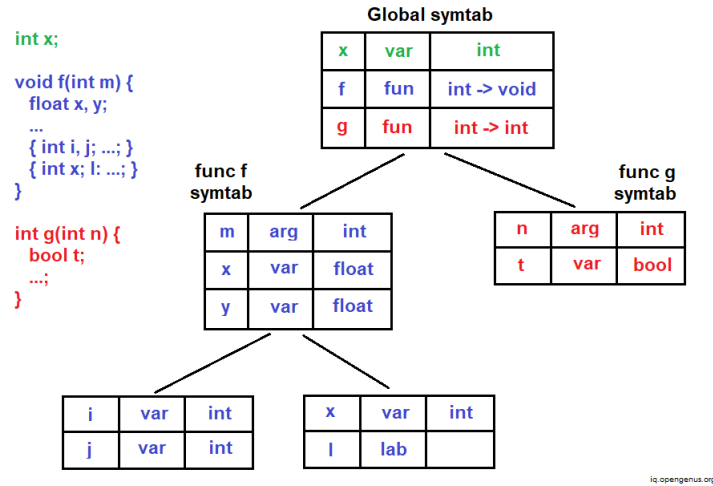 Global symtab
int x;
void f(int m) {
float x, y;
...
{ int i, j; ...; }
{ int x; l: ...; }
}
int g(int n) {
bool t;
...;
}
x var int
f fun int -> void
g fun int -> int
func f
symtab
func g
symtab
m arg int
x var float
y var float
n arg int
t var bool
i var int
j var int
x var int
l lab
iq.opengenus.org